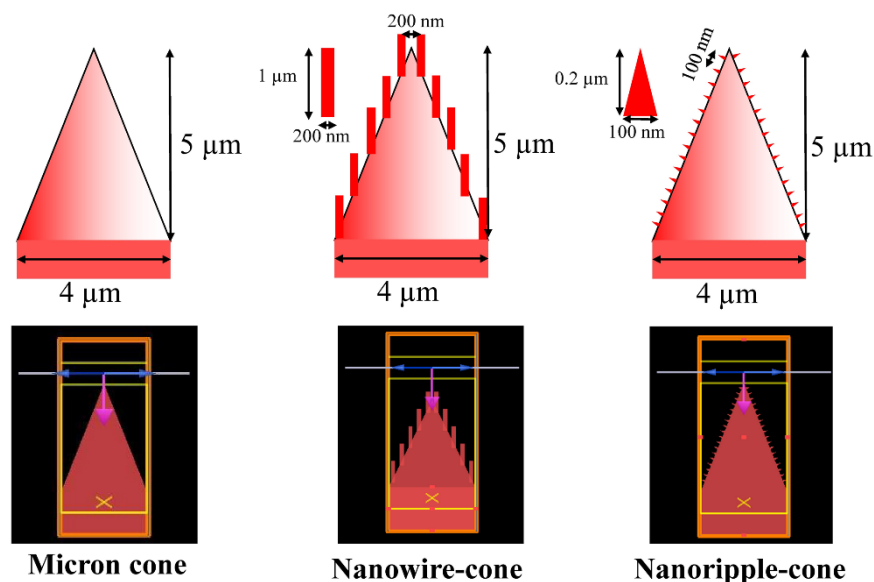 5 µm
4 µm
200 nm
1 µm
200 nm
5 µm
4 µm
100 nm
0.2 µm
100 nm
5 µm
4 µm
Micron cone
Nanowire-cone
Nanoripple-cone